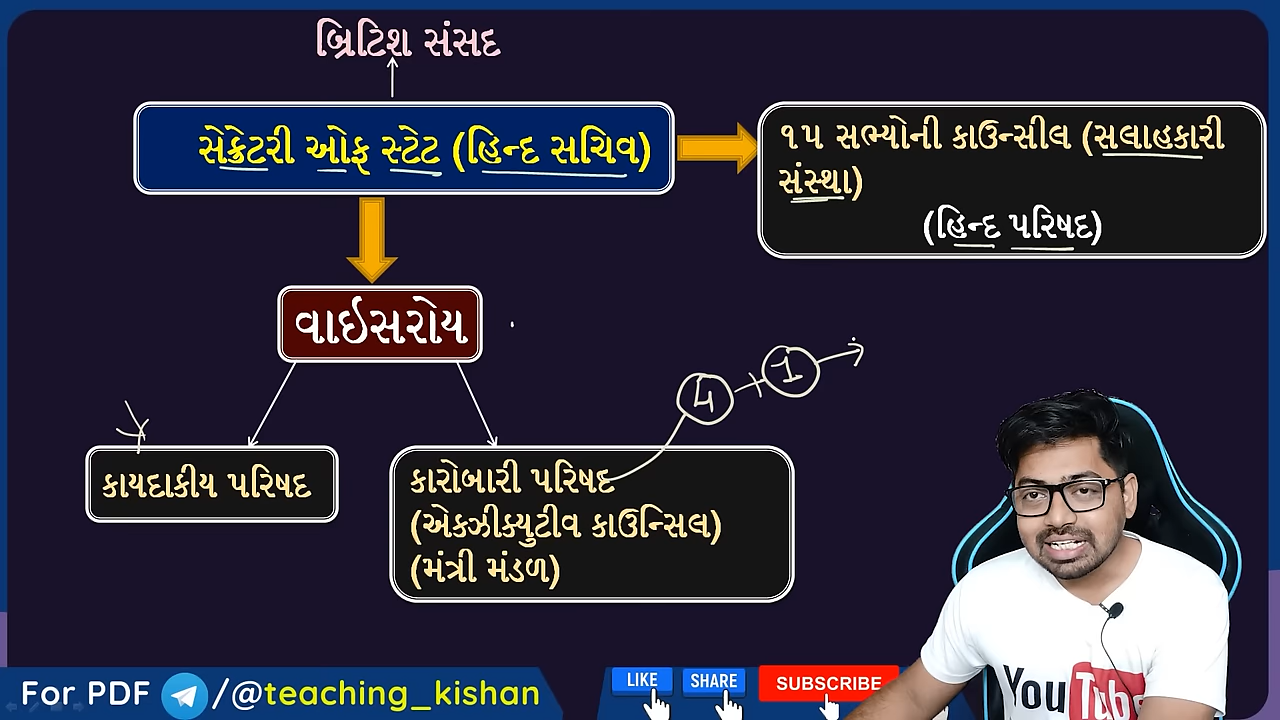 બ્રિટિશ સંસદ
સેક્રેટરી ઓફ સ્ટેટ (હિન્દ સચિવ)
૧૫ સભ્યોની કાઉન્સીલ (સલાહકારી
સંસ્થા)
(હિન્દ પરિષદ)
વાઇસરોય
4 + 1
કાયદાકીય પરિષદ
કારોબારી પરિષદ
(એક્ઝીક્યુટીવ કાઉન્સિલ)
(મંત્રી મંડળ)
YouTube
For PDF /@teaching_kishan
LIKE
SHARE
SUBSCRIBE